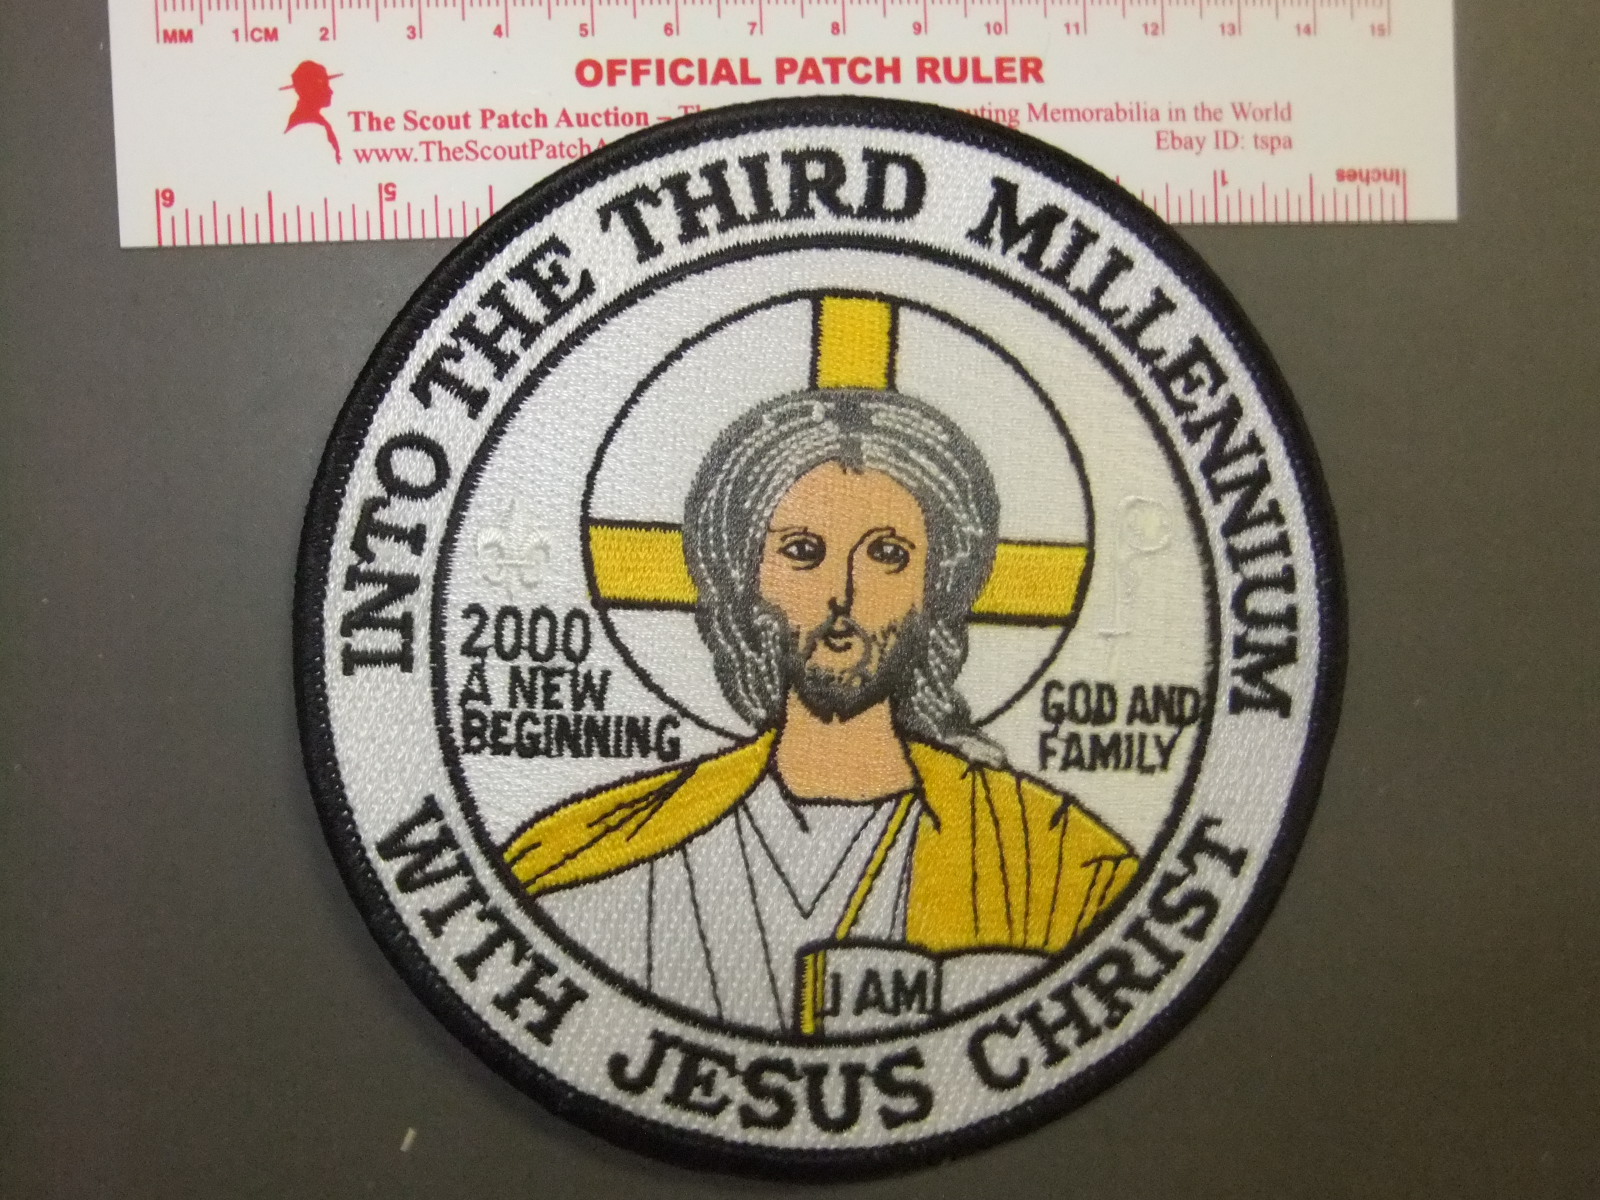 MM 1 CM 2 3 4 5 6 7 8 9 10 11 12 13 14 15
OFFICIAL PATCH RULER
The Scout Patch Auction – Memorabilia in the World
Ebay ID: tspa
6 5 1 Inches
INTO THE THIRD MILLENNIUM
2000
A NEW
BEGINNING
GOD AND
FAMILY
I AM
WITH JESUS CHRIST